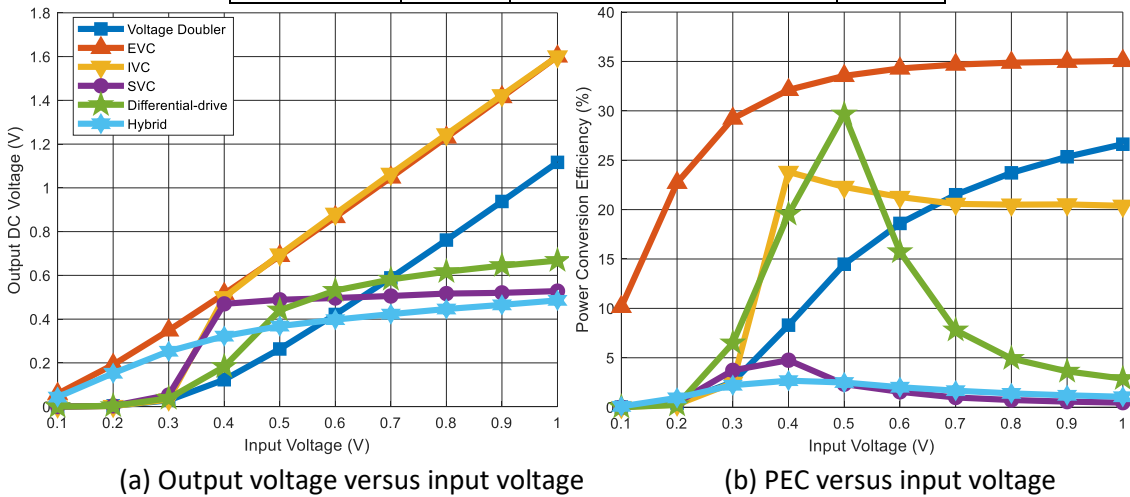 1.8
1.6
1.4
1.2
1
0.8
0.6
0.4
0.2
0
Output DC Voltage (V)
Voltage Doubler
EVC
IVC
SVC
Differential-drive
Hybrid
0.1 0.2 0.3 0.4 0.5 0.6 0.7 0.8 0.9 1
Input Voltage (V)
(a) Output voltage versus input voltage
40
35
30
25
20
15
10
5
0
Power Conversion Efficiency (%)
0.1 0.2 0.3 0.4 0.5 0.6 0.7 0.8 0.9 1
Input Voltage (V)
(b) PEC versus input voltage